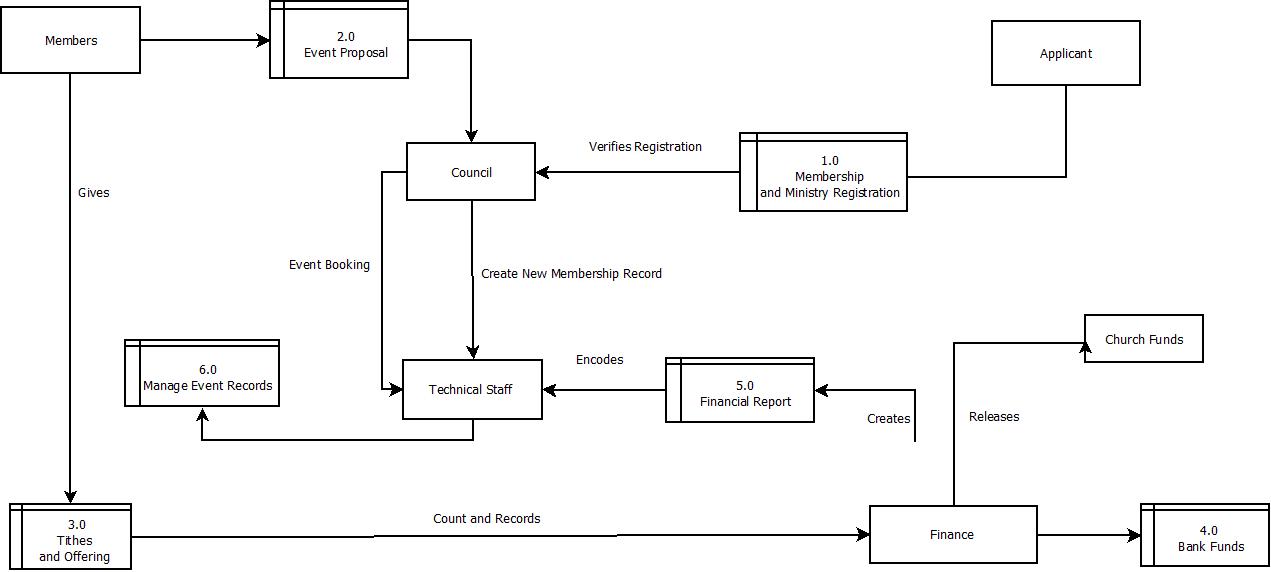 Members
2.0
Event Proposal
Applicant
Verifies Registration
1.0
Membership
and Ministry Registration
Council
Gives
Event Booking
Create New Membership Record
Church Funds
6.0
Manage Event Records
Technical Staff
Encodes
5.0
Financial Report
Creates
Releases
3.0
Tithes
and Offering
Count and Records
Finance
4.0
Bank Funds